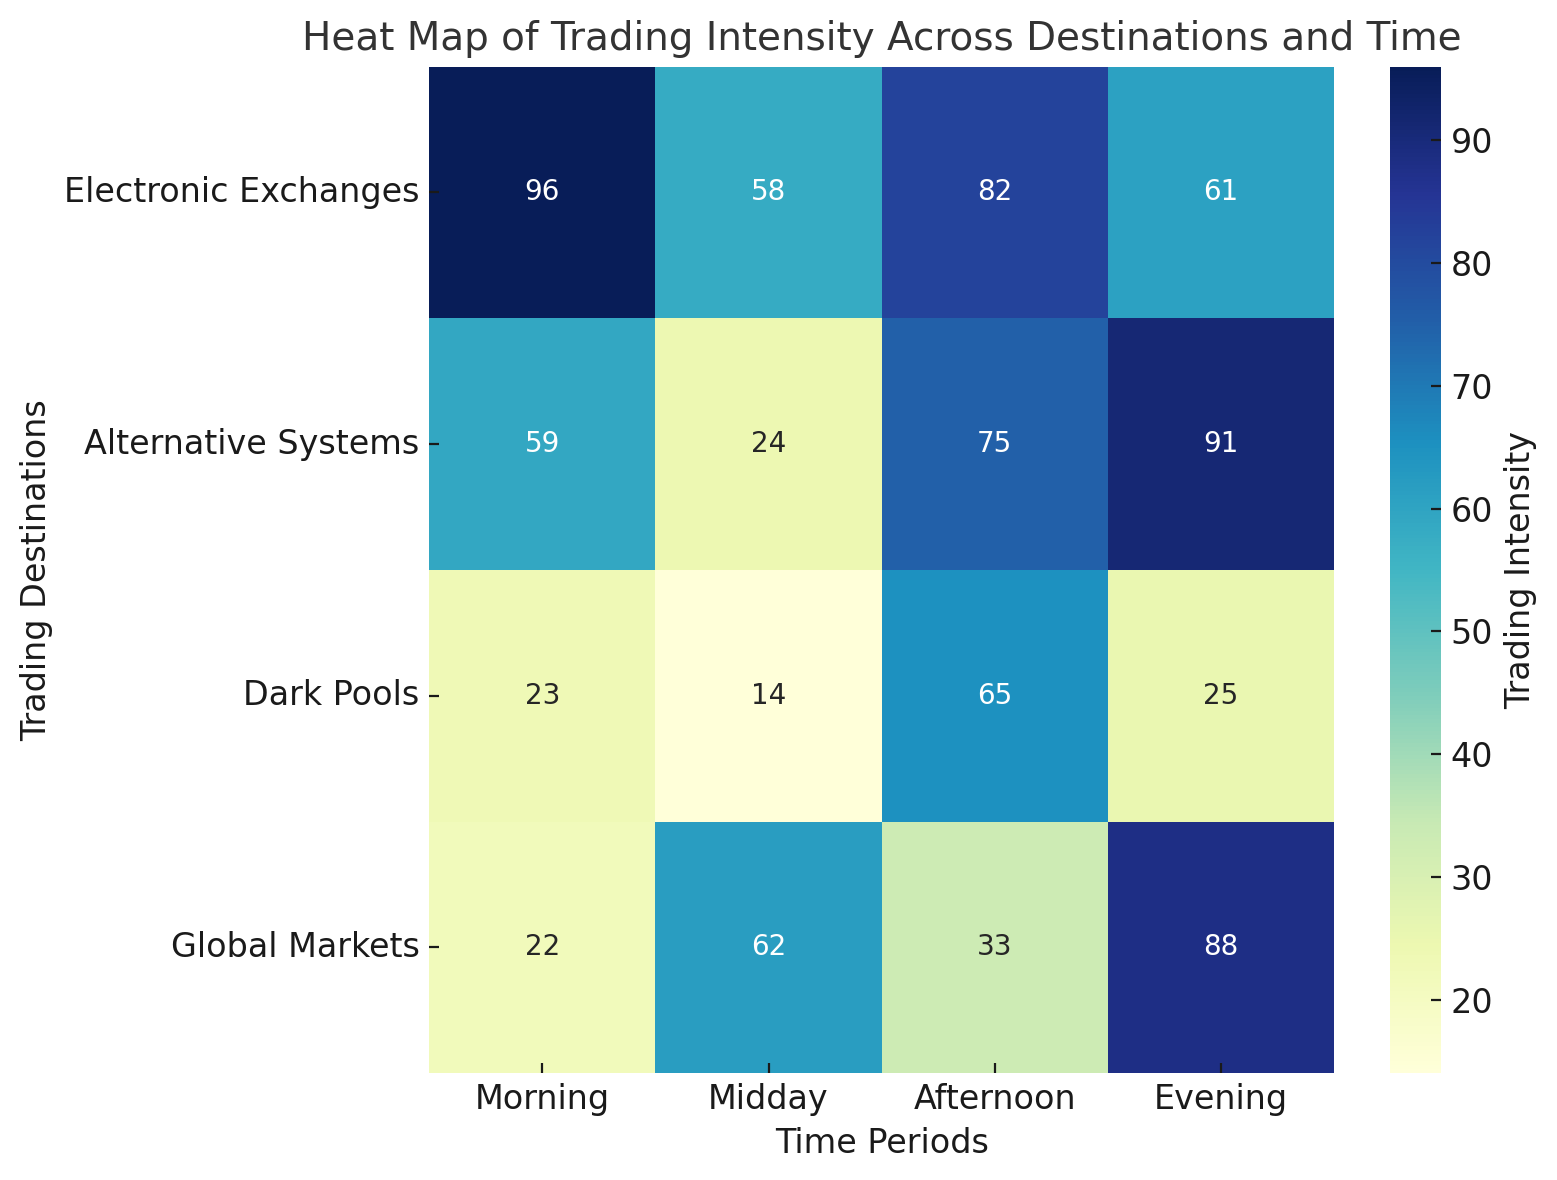 Heat Map of Trading Intensity Across Destinations and Time
Trading Destinations
Electronic Exchanges 96 58 82 61
Alternative Systems 59 24 75 91
Dark Pools 23 14 65 25
Global Markets 22 62 33 88
Morning Midday Afternoon Evening
Time Periods
90
80
70
60
50
40
30
20
Trading Intensity